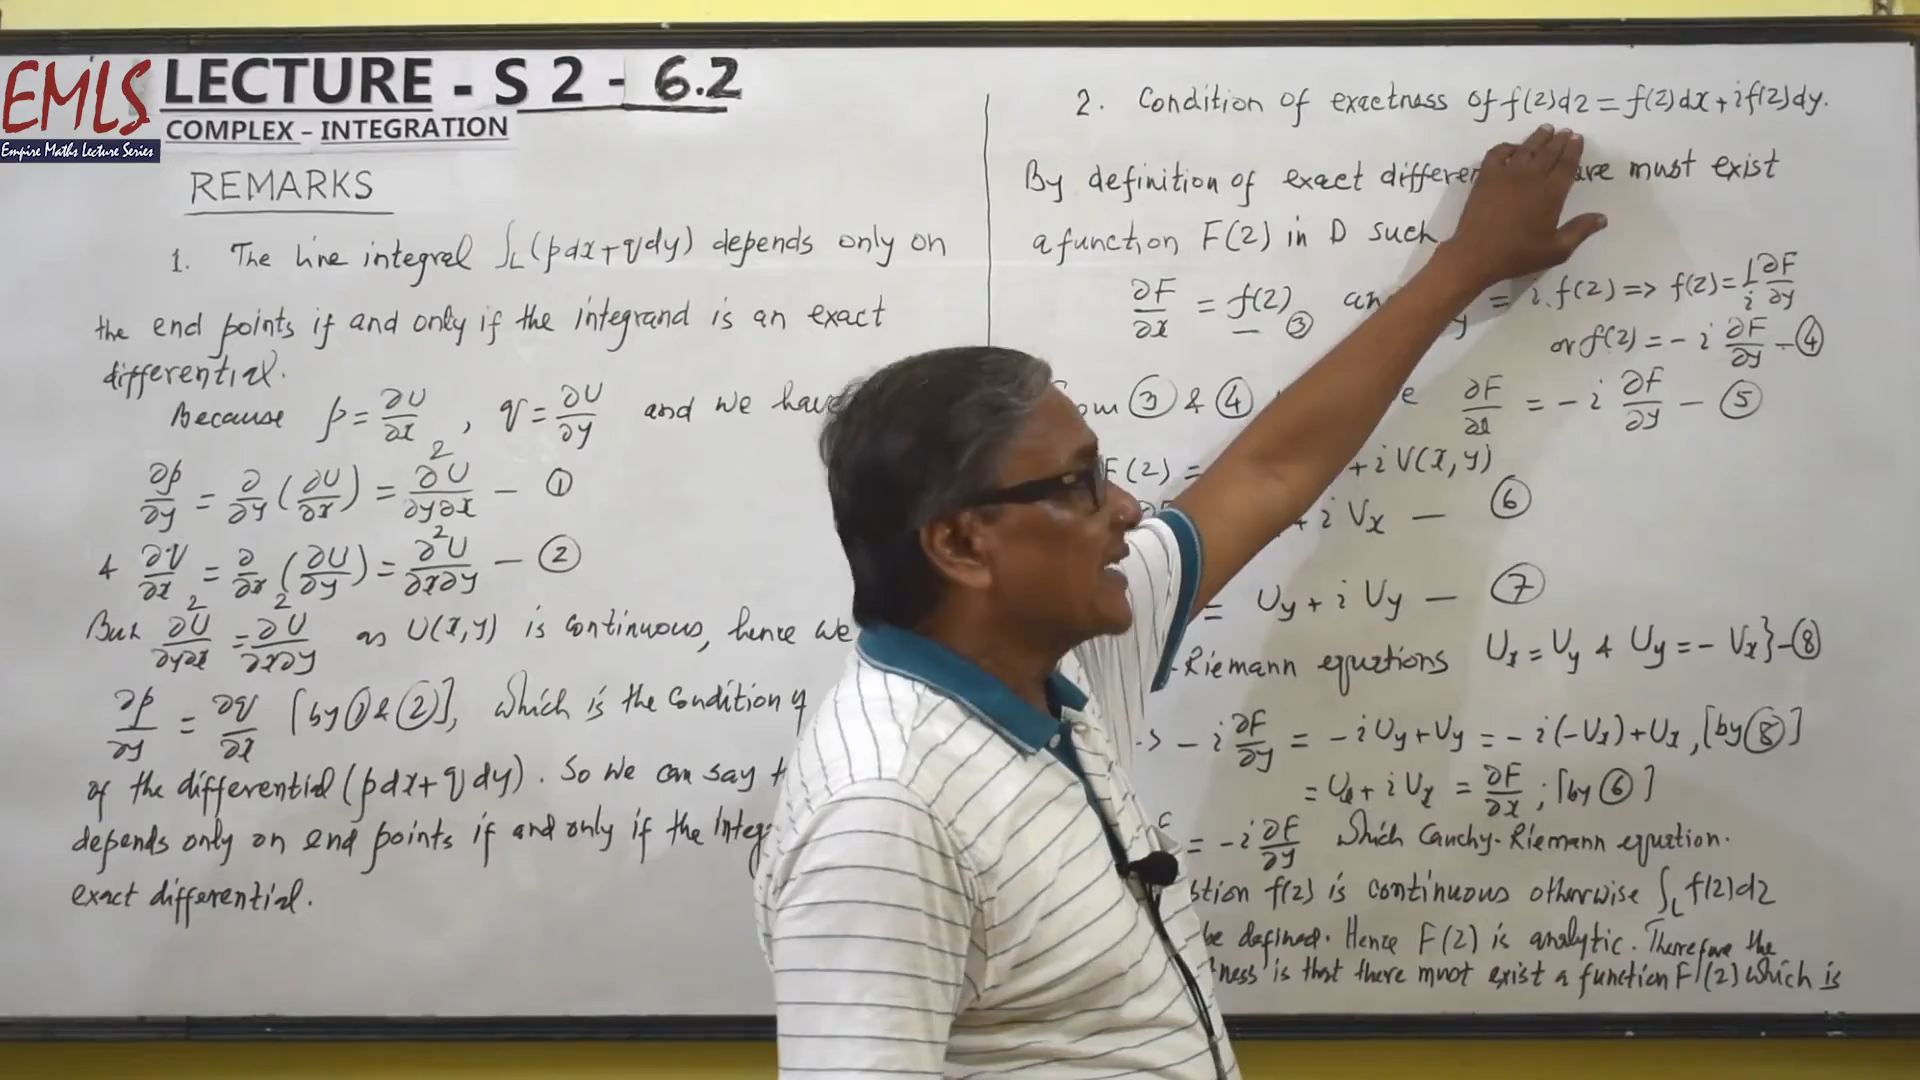 EMLS
Empire Maths Lecture Series
LECTURE - S 2 - 6.2
COMPLEX – INTEGRATION
REMARKS
1. The line integral ∫_L (pdx+qdy) depends only on
the end points if and only if the integrand is an exact
differential.
Because p = ∂U/∂x , q = ∂U/∂y and we have
∂p/∂y = ∂/∂y (∂U/∂x) = ∂²U/∂y∂x — ①
& ∂q/∂x = ∂/∂x (∂U/∂y) = ∂²U/∂x∂y — ②
But ∂²U/∂y∂x = ∂²U/∂x∂y as U(x,y) is continuous, hence we
∂p/∂y = ∂q/∂x [by ① & ②], which is the condition
of the differential (pdx+qdy). So we can say
depends only on end points if and only if the
exact differential.
2. Condition of exactness of f(z)dz = f(z)dx + i f(z)dy.
By definition of exact must exist
a function F(z) in D such
∂F/∂x = f(z) — ③ = i. f(z) => f(z) = 1/i ∂F/∂y
or f(z) = - i ∂F/∂y — ④
③ & ④ ∂F/∂x = - i ∂F/∂y — ⑤
F(z) = + i V(x,y)
+ i Vx — ⑥
= Uy + i Vy — ⑦
-Riemann equations Ux = Vy & Uy = - Vx} - ⑧
- i ∂F/∂y = - i Uy + Vy = - i (-Vx) + Ux , [by ⑧]
= Ux + i Vx = ∂F/∂x ; [by ⑥]
= - i ∂F/∂y which Cauchy-Riemann equation.
f(z) is continuous otherwise ∫_L f(z)dz
be defined. Hence F(z) is analytic. Therefore the
is that there must exist a function F(z) which is